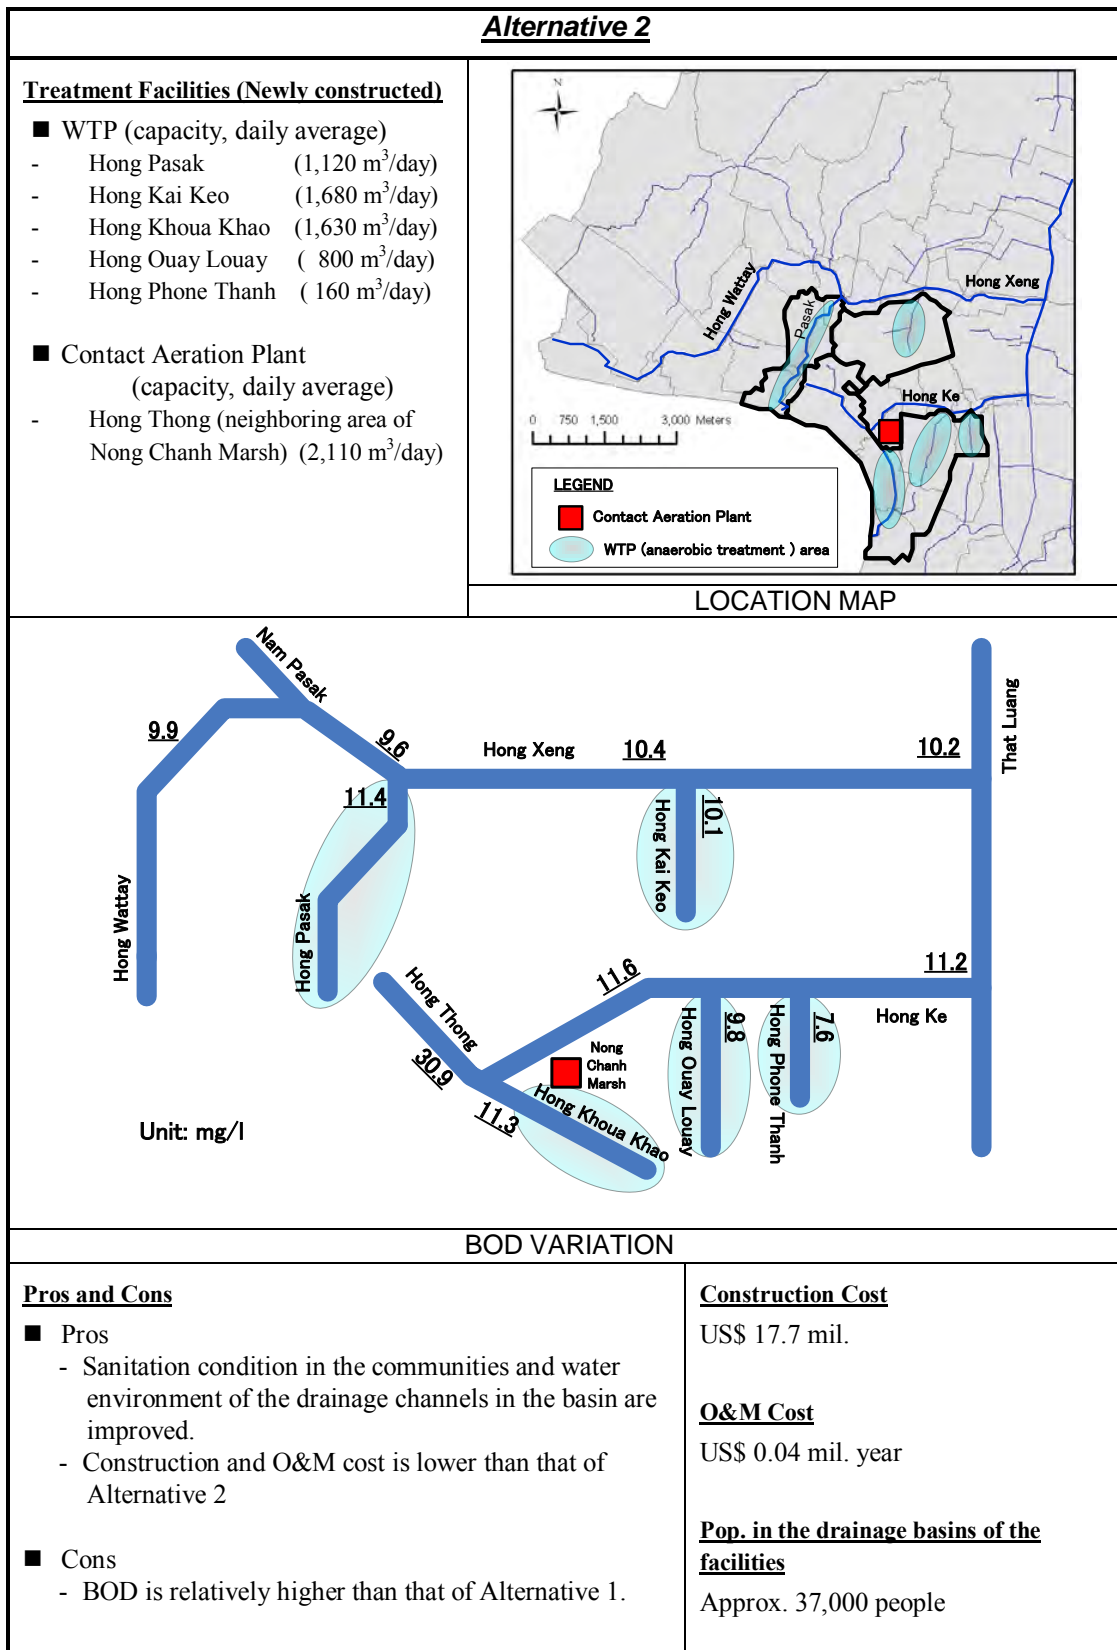 Alternative 2
Treatment Facilities (Newly constructed)
■ WTP (capacity, daily average)
- Hong Pasak (1,120 m³/day)
- Hong Kai Keo (1,680 m³/day)
- Hong Khoua Khao (1,630 m³/day)
- Hong Ouay Louay ( 800 m³/day)
- Hong Phone Thanh ( 160 m³/day)
■ Contact Aeration Plant
(capacity, daily average)
- Hong Thong (neighboring area of
Nong Chanh Marsh) (2,110 m³/day)
N
Hong Wattay
Pasak
Hong Xeng
Hong Ke
0 750 1,500 3,000 Meters
LEGEND
Contact Aeration Plant
WTP (anaerobic treatment ) area
LOCATION MAP
Nam Pasak
9.9
9.6
Hong Xeng
10.4
10.2
That Luang
11.4
10.1
Hong Kai Keo
Hong Wattay
Hong Pasak
Hong Thong
11.6
11.2
Hong Ke
30.9
Nong
Chanh
Marsh
9.8
7.6
Hong Ouay Louay
Hong Phone Thanh
11.3
Hong Khoua Khao
Unit: mg/l
BOD VARIATION
Pros and Cons
■ Pros
- Sanitation condition in the communities and water
environment of the drainage channels in the basin are
improved.
- Construction and O&M cost is lower than that of
Alternative 2
■ Cons
- BOD is relatively higher than that of Alternative 1.
Construction Cost
US$ 17.7 mil.
O&M Cost
US$ 0.04 mil. year
Pop. in the drainage basins of the
facilities
Approx. 37,000 people